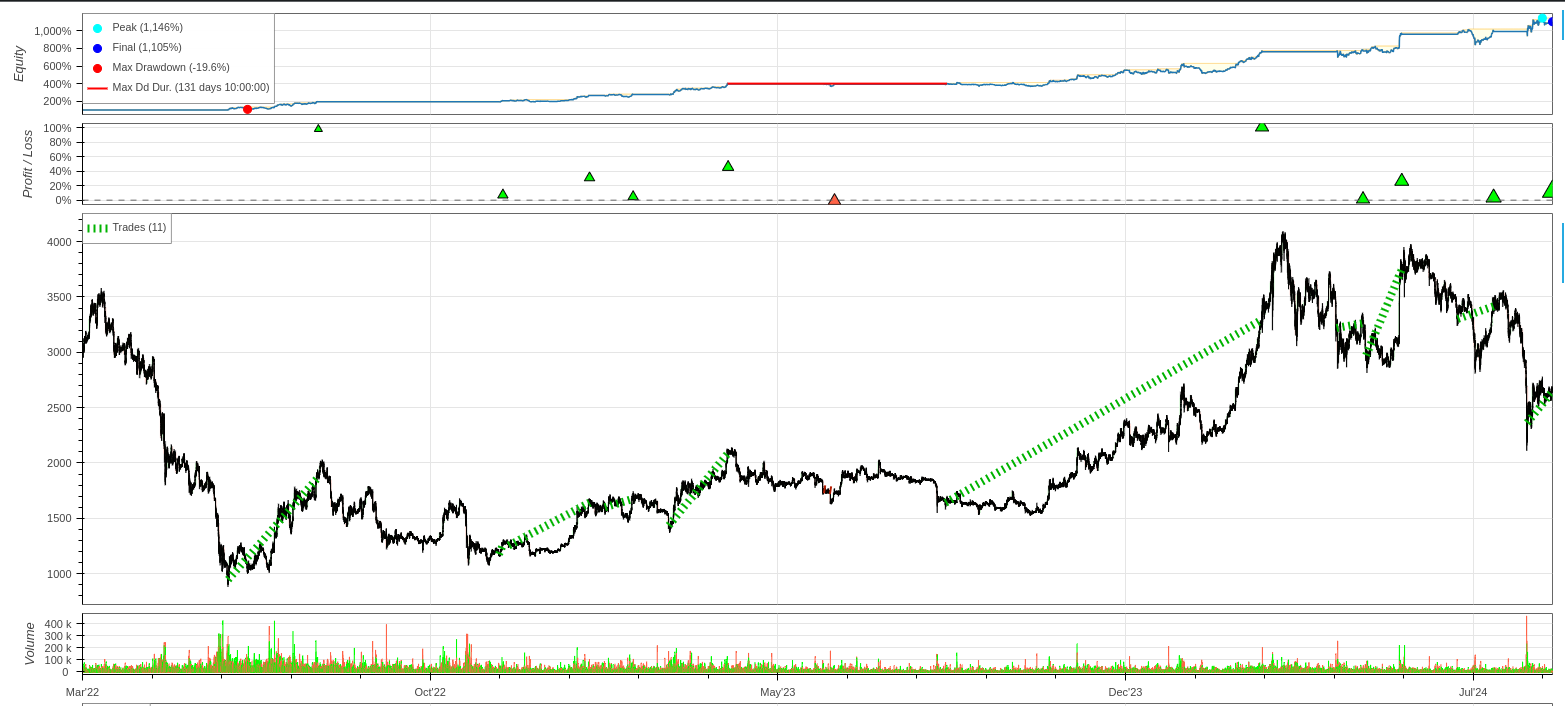 Equity
1,000%
800%
600%
400%
200%
Peak (1,146%)
Final (1,105%)
Max Drawdown (-19.6%)
Max Dd Dur. (131 days 10:00:00)
Profit / Loss
100%
80%
60%
40%
20%
0%
Trades (11)
4000
3500
3000
2500
2000
1500
1000
Volume
400 k
300 k
200 k
100 k
0
Mar'22 Oct'22 May'23 Dec'23 Jul'24